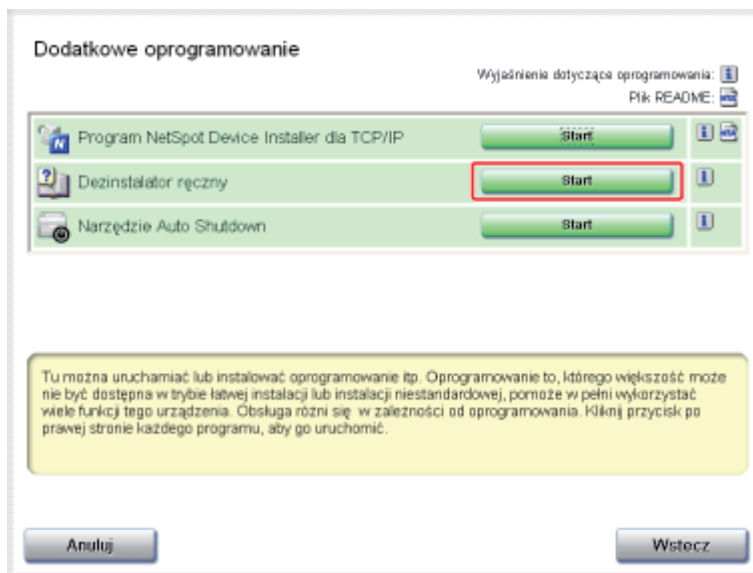 Dodatkowe oprogramowanie
Wyjaśnienie dotyczące oprogramowania:
Plik README:
Program NetSpot Device Installer dla TCP/IP
Start
Dezinstalator ręczny
Start
Narzędzie Auto Shutdown
Start
Tu można uruchamiać lub instalować oprogramowanie itp. Oprogramowanie to, którego większość może
nie być dostępna w trybie łatwej instalacji lub instalacji niestandardowej, pomoże w pełni wykorzystać
wiele funkcji tego urządzenia. Obsługa różni się w zależności od oprogramowania. Kliknij przycisk po
prawej stronie każdego programu, aby go uruchomić.
Anuluj
Wstecz